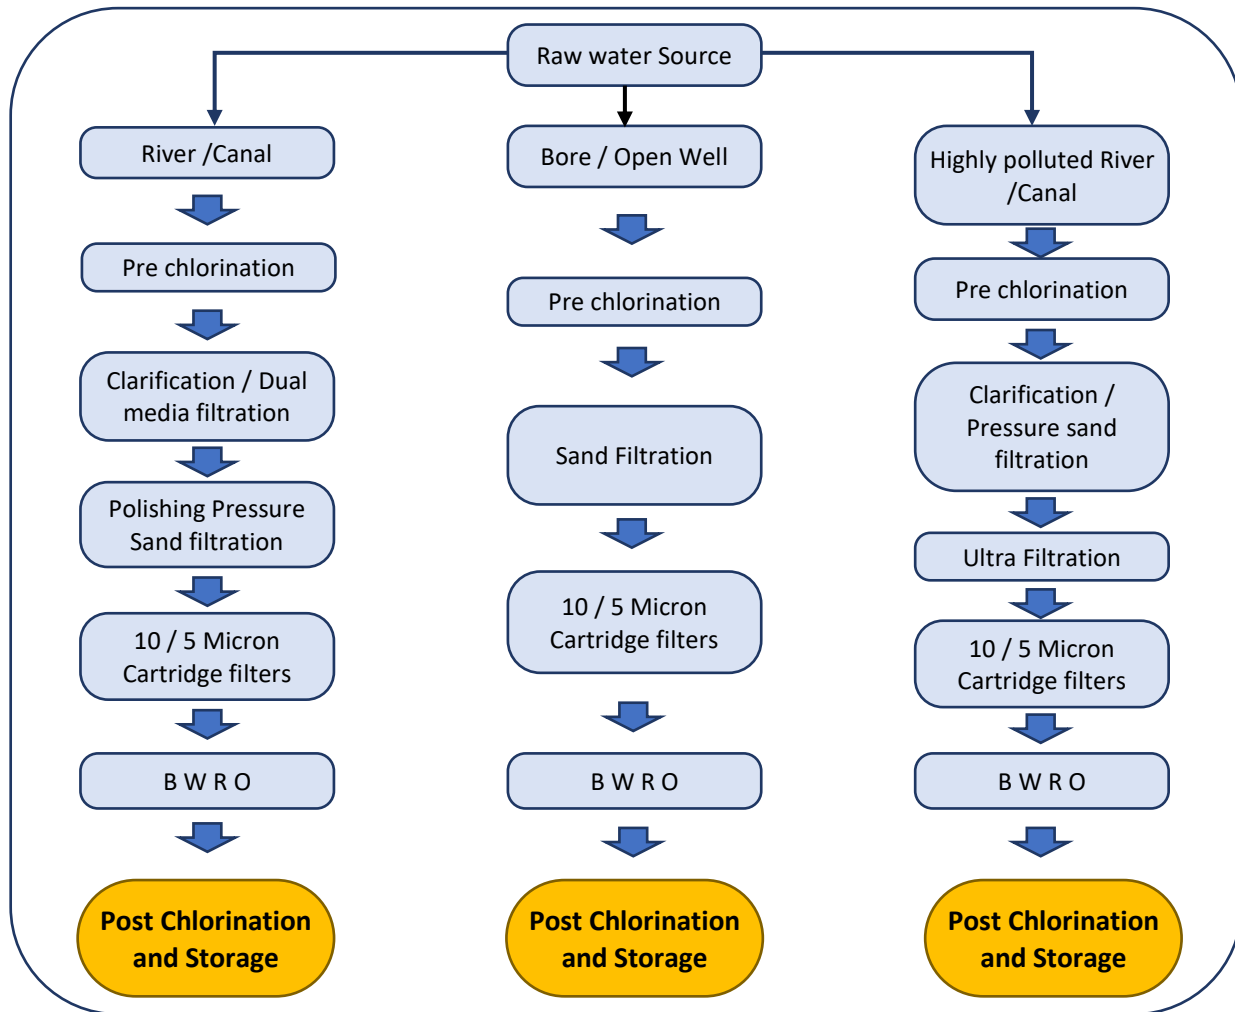 Raw water Source
River /Canal
Pre chlorination
Clarification / Dual
media filtration
Polishing Pressure
Sand filtration
10 / 5 Micron
Cartridge filters
B W R O
Post Chlorination
and Storage
Bore / Open Well
Pre chlorination
Sand Filtration
10 / 5 Micron
Cartridge filters
B W R O
Post Chlorination
and Storage
Highly polluted River
/Canal
Pre chlorination
Clarification /
Pressure sand
filtration
Ultra Filtration
10 / 5 Micron
Cartridge filters
B W R O
Post Chlorination
and Storage